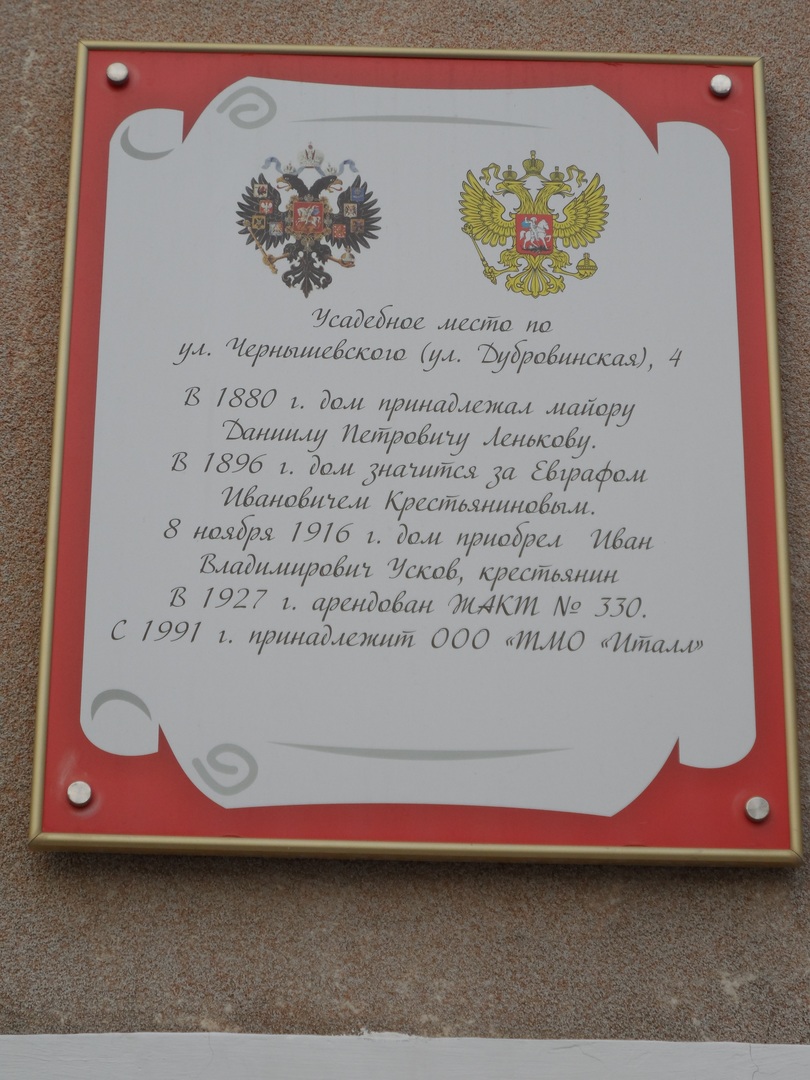 Усадебное место по
ул. Чернышевского (ул. Дубровинская), 4
В 1880 г. дом принадлежал майору
Даниилу Петровичу Ленькову.
В 1896 г. дом значится за Евграфом
Ивановичем Крестьяниновым.
8 ноября 1916 г. дом приобрел Иван
Владимирович Усков, крестьянин
В 1927 г. арендован ЖАКТ № 330.
С 1991 г. принадлежит ООО «ТМО «Италл»